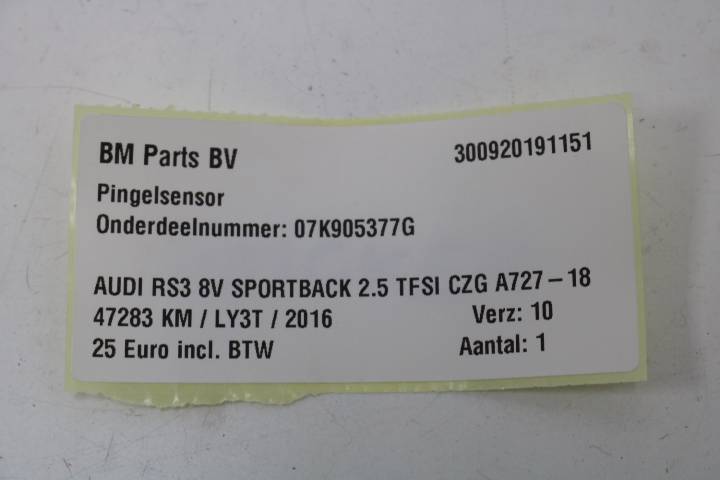 BM Parts BV 300920191151
Pingelsensor
Onderdeelnummer: 07K905377G
AUDI RS3 8V SPORTBACK 2.5 TFSI CZG A727-18
47283 KM / LY3T / 2016 Verz: 10
25 Euro incl. BTW Aantal: 1